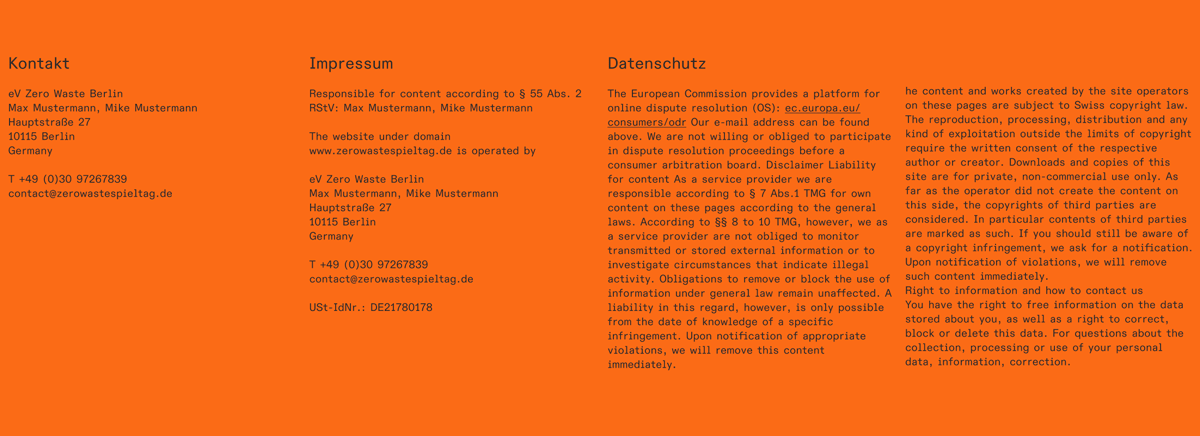 Kontakt
eV Zero Waste Berlin
Max Mustermann, Mike Mustermann
Hauptstraße 27
10115 Berlin
Germany
T +49 (0)30 97267839
contact@zerowastespieltag.de
Impressum
Responsible for content according to § 55 Abs. 2
RStV: Max Mustermann, Mike Mustermann
The website under domain
www.zerowastespieltag.de is operated by
eV Zero Waste Berlin
Max Mustermann, Mike Mustermann
Hauptstraße 27
10115 Berlin
Germany
T +49 (0)30 97267839
contact@zerowastespieltag.de
USt-IdNr.: DE21780178
Datenschutz
The European Commission provides a platform for
online dispute resolution (OS): ec.europa.eu/
consumers/odr Our e-mail address can be found
above. We are not willing or obliged to participate
in dispute resolution proceedings before a
consumer arbitration board. Disclaimer Liability
for content As a service provider we are
responsible according to § 7 Abs.1 TMG for own
content on these pages according to the general
laws. According to §§ 8 to 10 TMG, however, we as
a service provider are not obliged to monitor
transmitted or stored external information or to
investigate circumstances that indicate illegal
activity. Obligations to remove or block the use of
information under general law remain unaffected. A
liability in this regard, however, is only possible
from the date of knowledge of a specific
infringement. Upon notification of appropriate
violations, we will remove this content
immediately.
he content and works created by the site operators
on these pages are subject to Swiss copyright law.
The reproduction, processing, distribution and any
kind of exploitation outside the limits of copyright
require the written consent of the respective
author or creator. Downloads and copies of this
site are for private, non-commercial use only. As
far as the operator did not create the content on
this side, the copyrights of third parties are
considered. In particular contents of third parties
are marked as such. If you should still be aware of
a copyright infringement, we ask for a notification.
Upon notification of violations, we will remove
such content immediately.
Right to information and how to contact us
You have the right to free information on the data
stored about you, as well as a right to correct,
block or delete this data. For questions about the
collection, processing or use of your personal
data, information, correction.